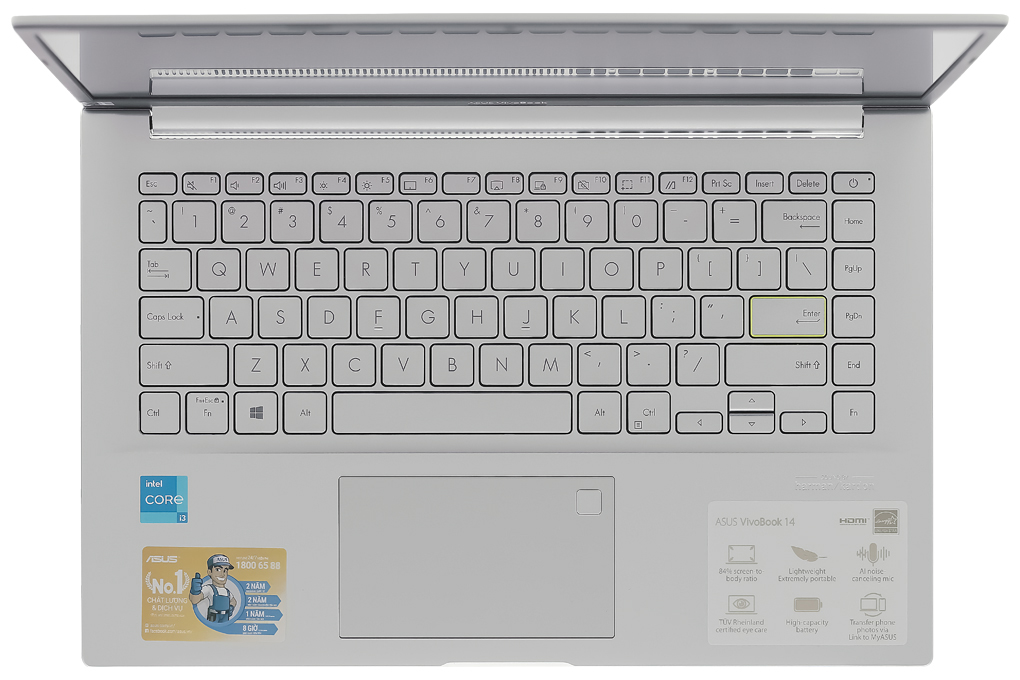 ASUS VivoBook
Esc F1 F2 F3 F4 F5 F6 F7 F8 F9 F10 F11 F12 Prt Sc Insert Delete
~ ` ! 1 @ 2 # 3 $ 4 % 5 ^ 6 & 7 * 8 ( 9 ) 0 _ - + = Backspace Home
Tab Q W E R T Y U I O P { [ } ] | \ PgUp
Caps Lock A S D F G H J K L : ; " ' Enter PgDn
Shift Z X C V B N M < , > . ? / Shift End
Ctrl Fn Alt Alt Ctrl Fn
intel
CORE
i3
harman/kardon
ASUS VivoBook 14 HDMI
84% screen-to
body ratio
Lightweight
Extremely portable
AI noise
canceling mic
TÜV Rheinland
certified eye care
High-capacity
battery
Transfer phone
photos via
Link to MyASUS
ASUS
No.1
CHẤT LƯỢNG
& DỊCH VỤ
ASUS
1800 65 88
2 NĂM
2 NĂM
1 NĂM
8 GIỜ